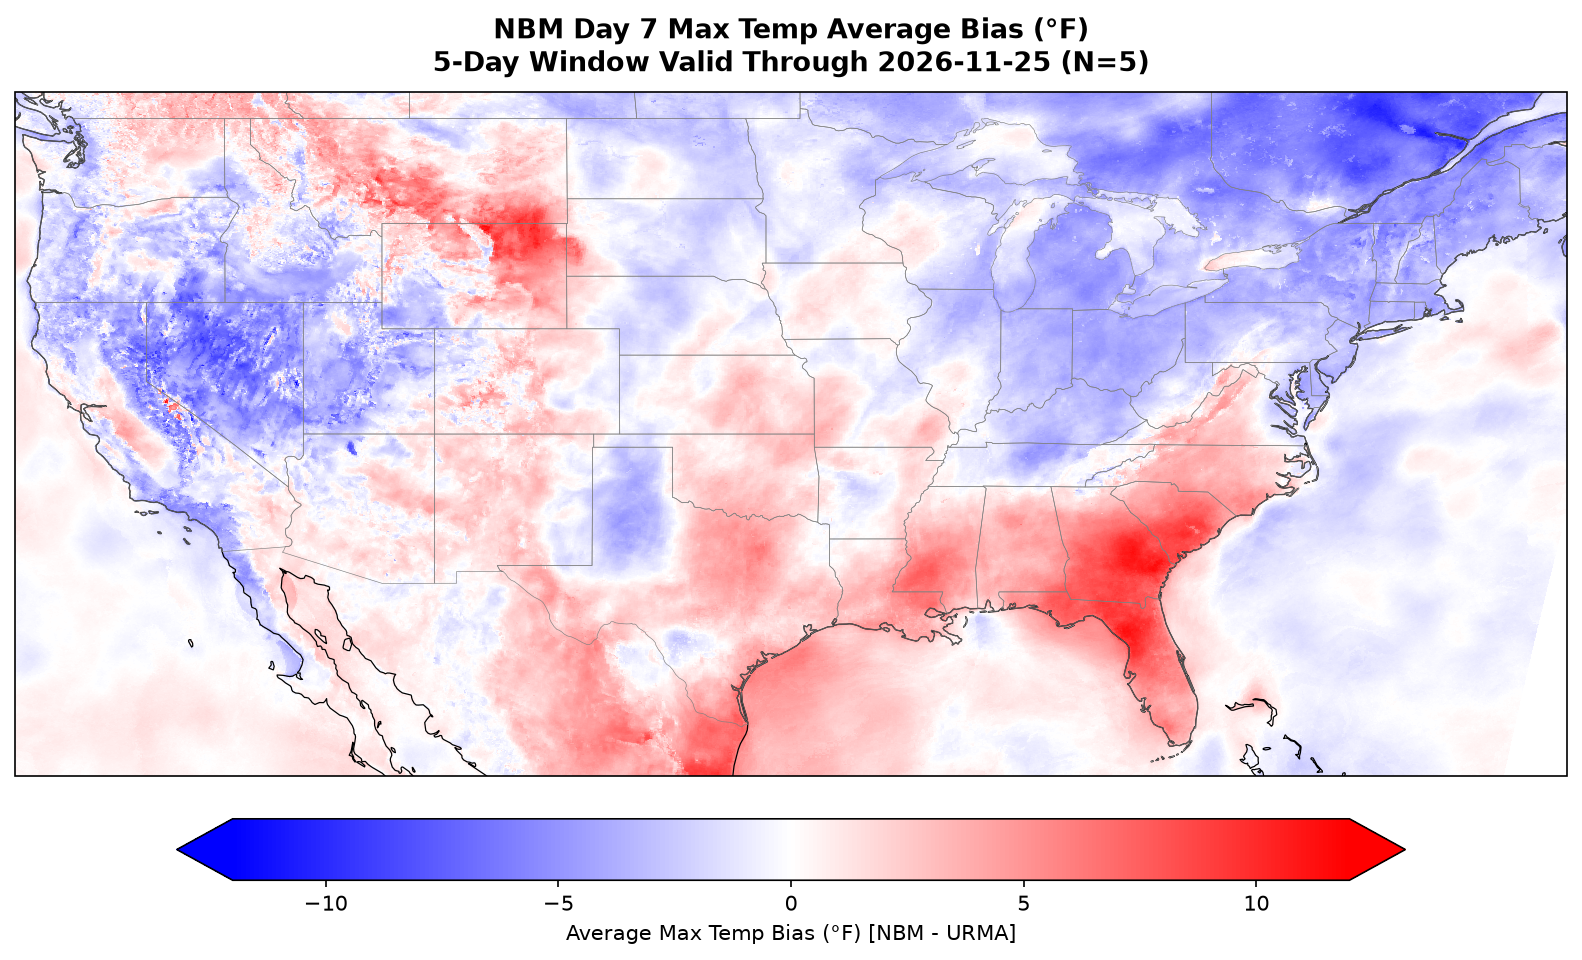 NBM Day 7 Max Temp Average Bias (°F)
5-Day Window Valid Through 2026-11-25 (N=5)
−10 −5 0 5 10
Average Max Temp Bias (°F) [NBM - URMA]